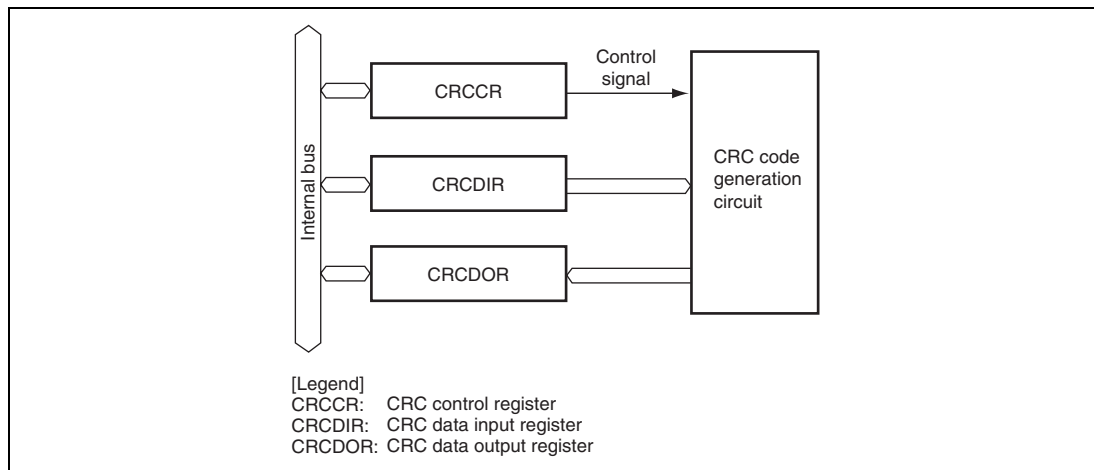 Control
signal
CRCCR
CRC code
generation
circuit
CRCDIR
Internal bus
CRCDOR
[Legend]
CRCCR: CRC control register
CRCDIR: CRC data input register
CRCDOR: CRC data output register